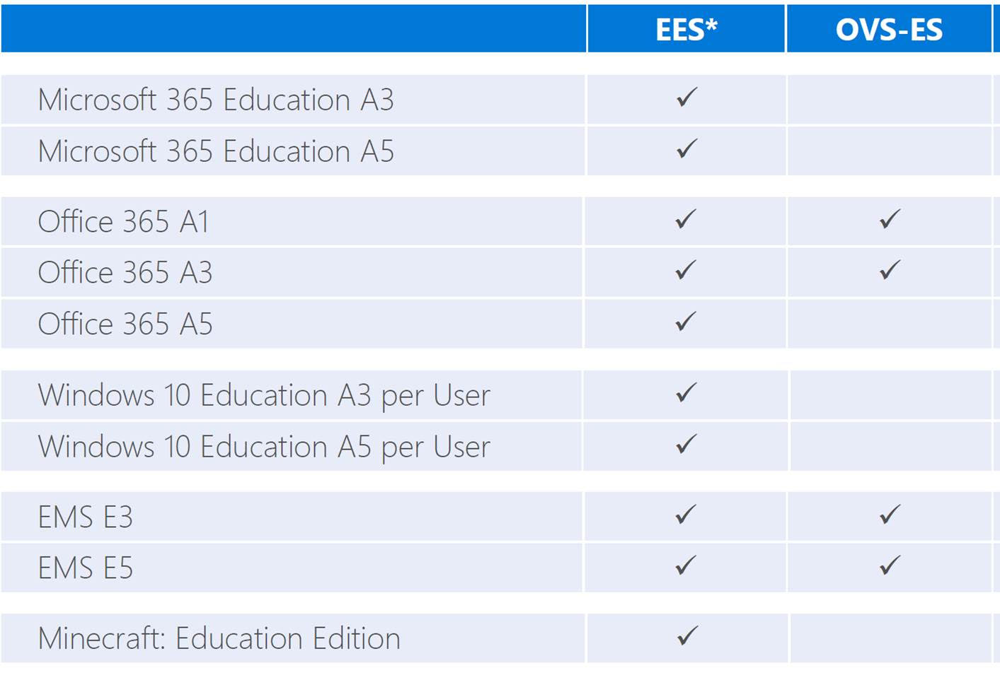 EES* OVS-ES
Microsoft 365 Education A3 ✓
Microsoft 365 Education A5 ✓
Office 365 A1 ✓ ✓
Office 365 A3 ✓ ✓
Office 365 A5 ✓
Windows 10 Education A3 per User ✓
Windows 10 Education A5 per User ✓
EMS E3 ✓ ✓
EMS E5 ✓ ✓
Minecraft: Education Edition ✓